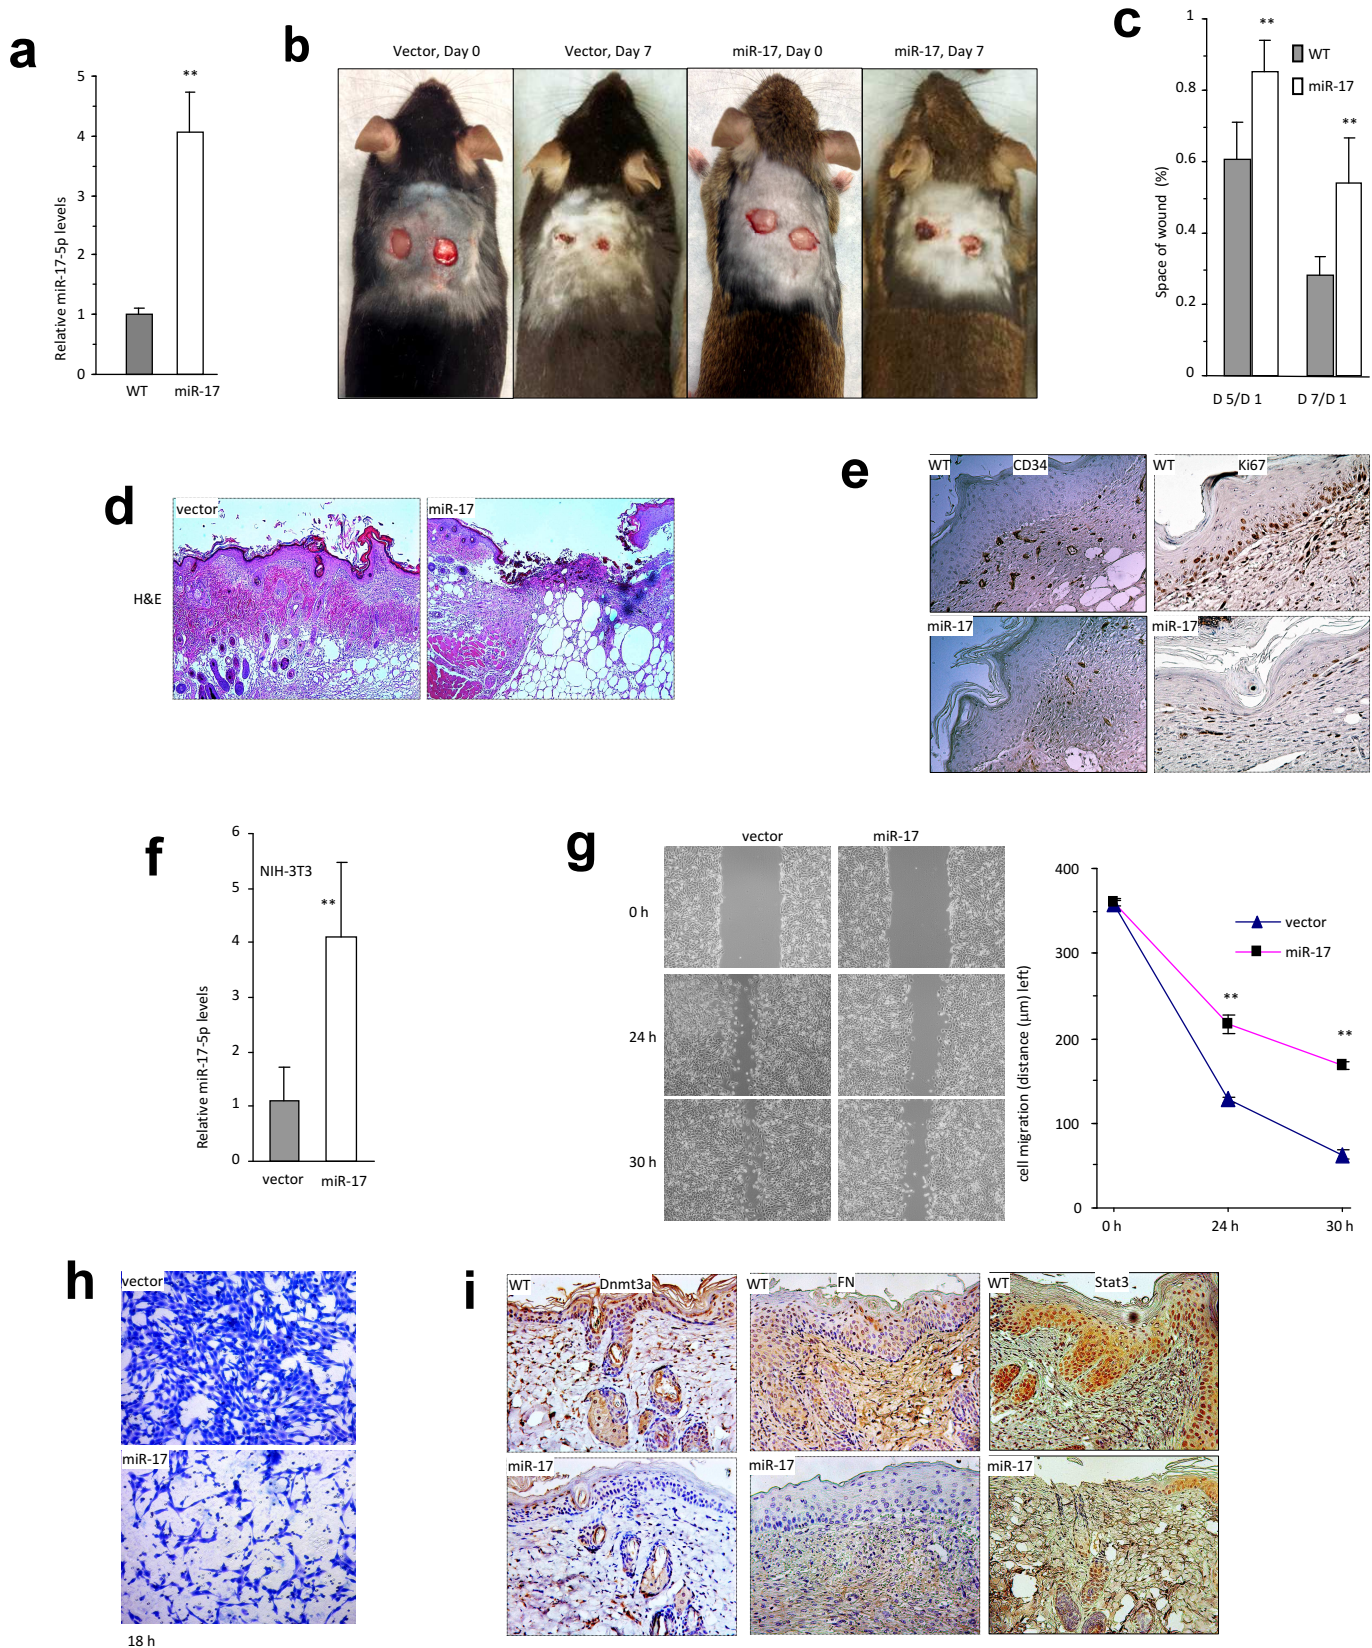 a
5
4
3
2
1
0
**
Relative miR-17-5p levels
WT
miR-17
b
Vector, Day 0
Vector, Day 7
miR-17, Day 0
miR-17, Day 7
c
1
0.8
0.6
0.4
0.2
0
**
**
WT
miR-17
Space of wound (%)
D 5/D 1
D 7/D 1
d
vector
miR-17
H&E
e
WT
CD34
WT
Ki67
miR-17
miR-17
f
6
5
4
3
2
1
0
NIH-3T3
**
Relative miR-17-5p levels
vector
miR-17
g
vector
miR-17
0 h
24 h
30 h
400
300
200
100
0
vector
miR-17
**
**
cell migration (distance (µm) left)
0 h
24 h
30 h
h
vector
miR-17
18 h
i
WT
Dnmt3a
WT
FN
WT
Stat3
miR-17
miR-17
miR-17